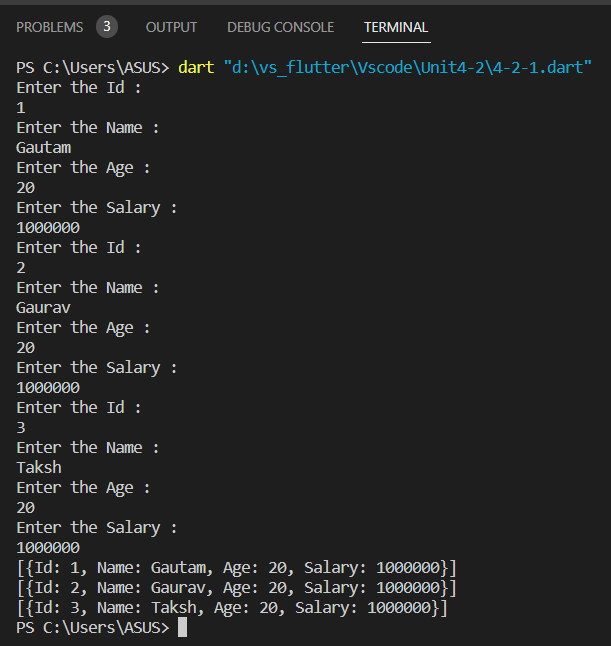 PROBLEMS 3 OUTPUT DEBUG CONSOLE TERMINAL
PS C:\Users\ASUS> dart "d:\vs_flutter\Vscode\Unit4-2\4-2-1.dart"
Enter the Id :
1
Enter the Name :
Gautam
Enter the Age :
20
Enter the Salary :
1000000
Enter the Id :
2
Enter the Name :
Gaurav
Enter the Age :
20
Enter the Salary :
1000000
Enter the Id :
3
Enter the Name :
Taksh
Enter the Age :
20
Enter the Salary :
1000000
[{Id: 1, Name: Gautam, Age: 20, Salary: 1000000}]
[{Id: 2, Name: Gaurav, Age: 20, Salary: 1000000}]
[{Id: 3, Name: Taksh, Age: 20, Salary: 1000000}]
PS C:\Users\ASUS>